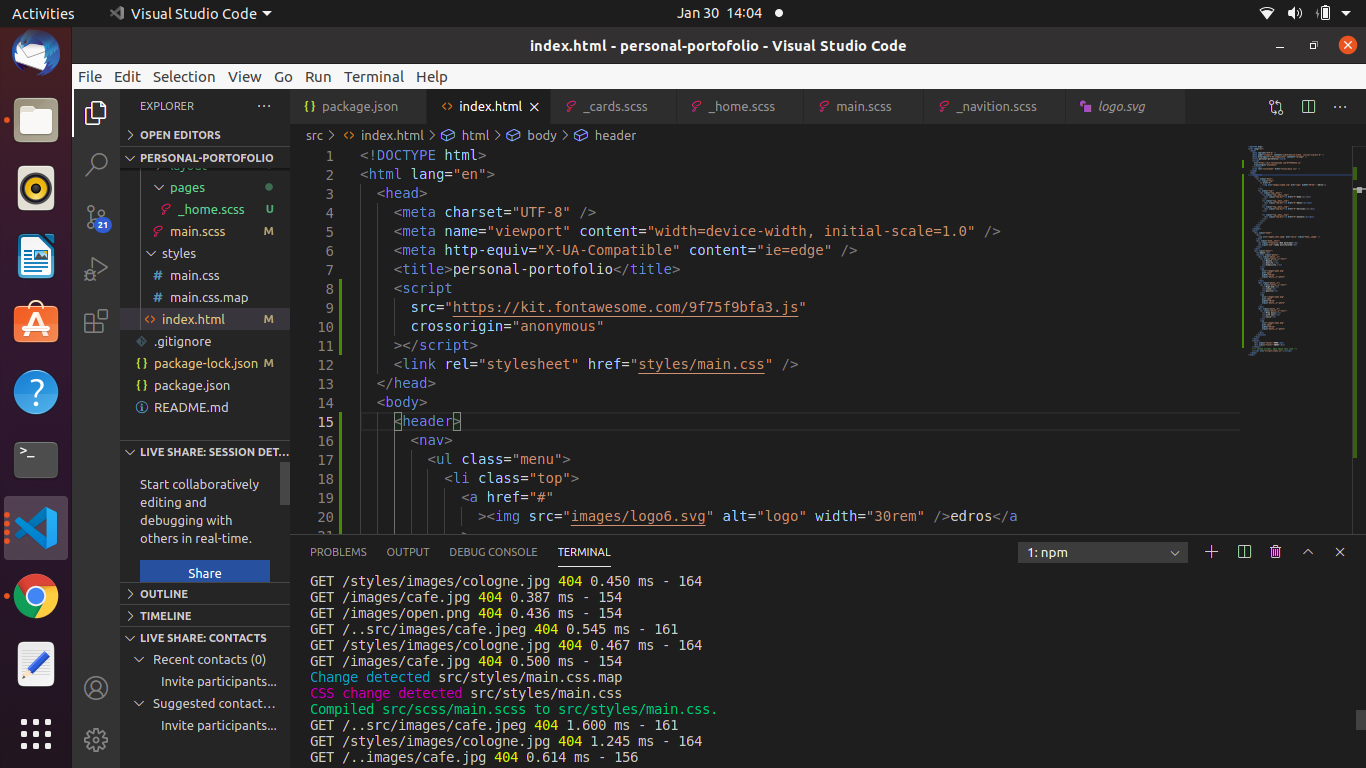 Activities
Visual Studio Code
Jan 30 14:04
index.html - personal-portofolio - Visual Studio Code
File Edit Selection View Go Run Terminal Help
EXPLORER
OPEN EDITORS
PERSONAL-PORTOFOLIO
pages
_home.scss U
main.scss M
styles
# main.css
# main.css.map
<> index.html M
.gitignore
{} package-lock.json M
{} package.json
README.md
21
LIVE SHARE: SESSION DET...
Start collaboratively
editing and
debugging with
others in real-time.
Share
OUTLINE
TIMELINE
LIVE SHARE: CONTACTS
Recent contacts (0)
Invite participants...
Suggested contact...
Invite participants...
{} package.json
<> index.html
_cards.scss
_home.scss
main.scss
_navition.scss
logo.svg
src > <> index.html > html > body > header
1 <!DOCTYPE html>
2 <html lang="en">
3 <head>
4 <meta charset="UTF-8" />
5 <meta name="viewport" content="width=device-width, initial-scale=1.0" />
6 <meta http-equiv="X-UA-Compatible" content="ie=edge" />
7 <title>personal-portofolio</title>
8 <script
9 src="https://kit.fontawesome.com/9f75f9bfa3.js"
10 crossorigin="anonymous"
11 ></script>
12 <link rel="stylesheet" href="styles/main.css" />
13 </head>
14 <body>
15 <header>
16 <nav>
17 <ul class="menu">
18 <li class="top">
19 <a href="#"
20 ><img src="images/logo6.svg" alt="logo" width="30rem" />edros</a
PROBLEMS OUTPUT DEBUG CONSOLE TERMINAL
1: npm
GET /styles/images/cologne.jpg 404 0.450 ms - 164
GET /images/cafe.jpg 404 0.387 ms - 154
GET /images/open.png 404 0.436 ms - 154
GET /..src/images/cafe.jpeg 404 0.545 ms - 161
GET /styles/images/cologne.jpg 404 0.467 ms - 164
GET /images/cafe.jpg 404 0.500 ms - 154
Change detected src/styles/main.css.map
CSS change detected src/styles/main.css
Compiled src/scss/main.scss to src/styles/main.css.
GET /..src/images/cafe.jpeg 404 1.600 ms - 161
GET /styles/images/cologne.jpg 404 1.245 ms - 164
GET /..images/cafe.jpg 404 0.614 ms - 156